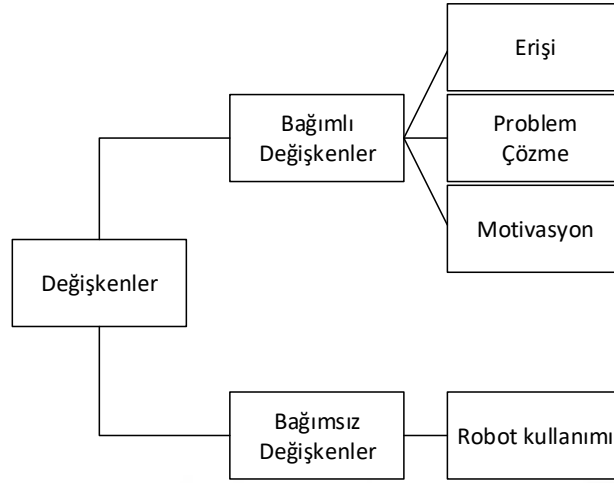 Erişi
Bağımlı
Değişkenler
Problem
Çözme
Motivasyon
Değişkenler
Bağımsız
Değişkenler
Robot kullanımı